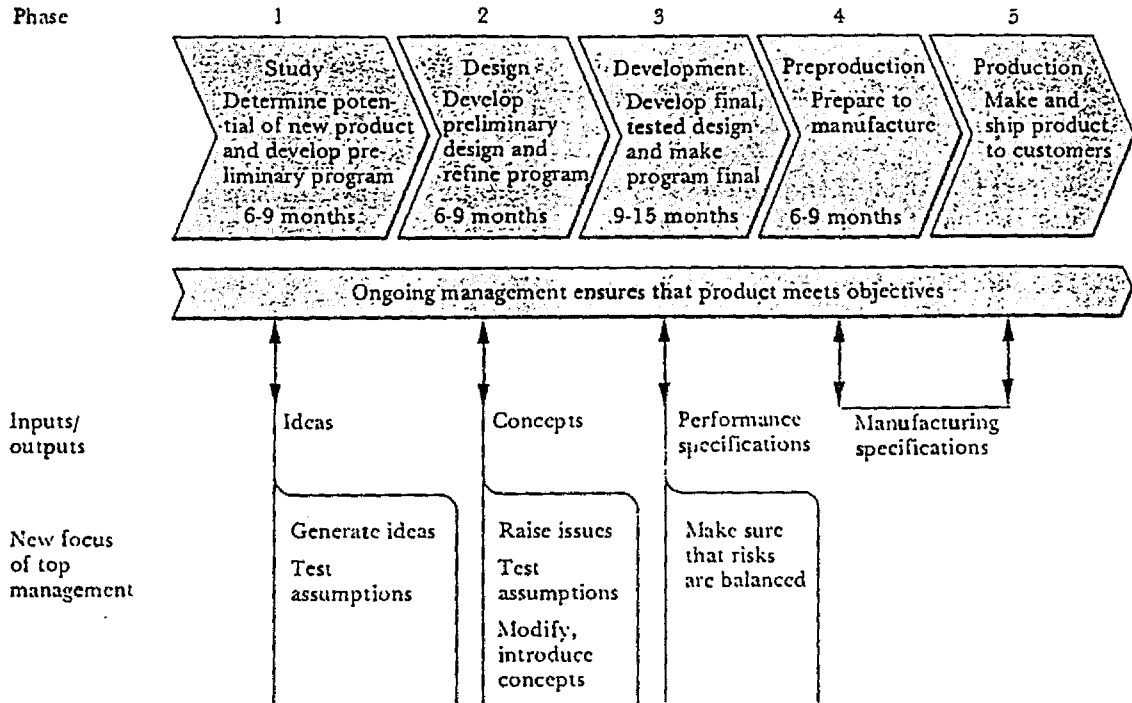 Phase
1
2
3
4
5
Study
Determine poten-
tial of new product
and develop pre-
liminary program
6-9 months
Design
Develop
preliminary
design and
refine program
6-9 months
Development
Develop final,
tested design
and make
program final
9-15 months
Preproduction
Prepare to
manufacture
6-9 months
Production
Make and
ship product
to customers
Ongoing management ensures that product meets objectives
Inputs/
outputs
Ideas
Concepts
Performance
specifications
Manufacturing
specifications
New focus
of top
management
Generate ideas
Test
assumptions
Raise issues
Test
assumptions
Modify,
introduce
concepts
Make sure
that risks
are balanced